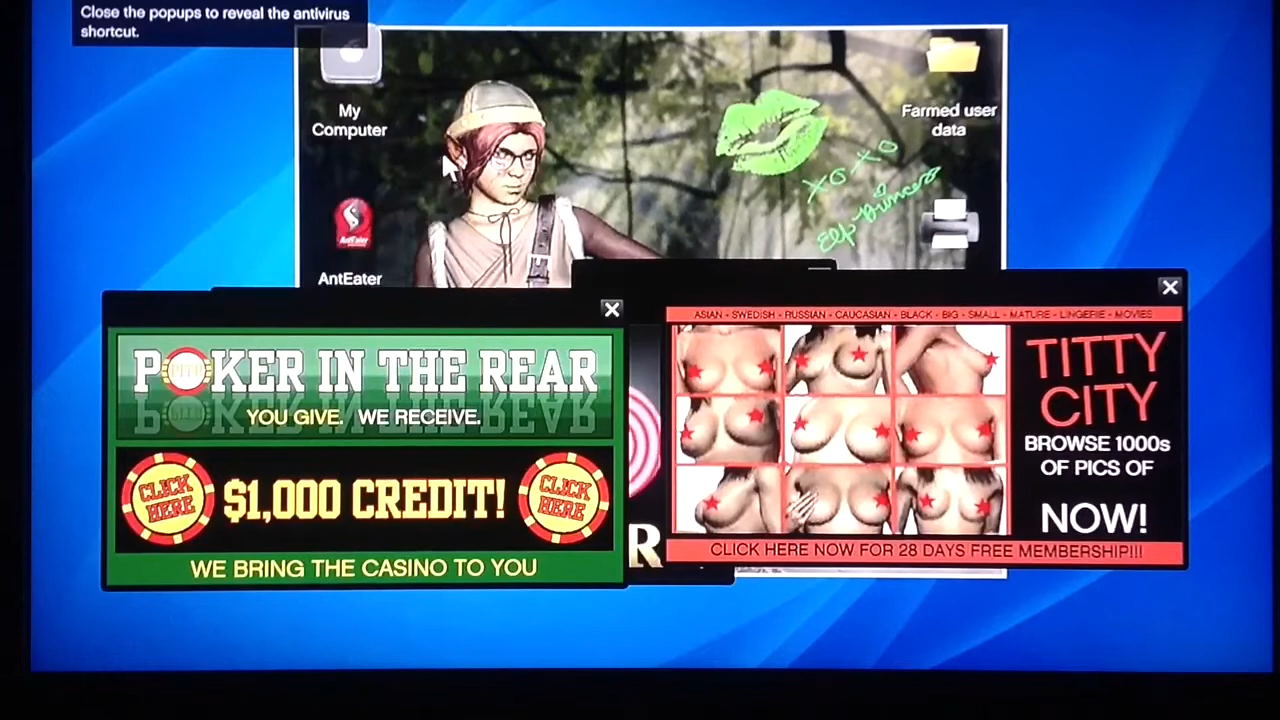 Close the popups to reveal the antivirus
shortcut.
My
Computer
Farmed user
data
XOXO
Elf Princess
AntEater
AntEater
POKER IN THE REAR
YOU GIVE. WE RECEIVE.
CLICK
HERE
$1,000 CREDIT!
CLICK
HERE
WE BRING THE CASINO TO YOU
R
ASIAN - SWEDISH - RUSSIAN - CAUCASIAN - BLACK - BIG - SMALL - MATURE - LINGERIE - MOVIES
TITTY
CITY
BROWSE 1000s
OF PICS OF
NOW!
CLICK HERE NOW FOR 28 DAYS FREE MEMBERSHIP!!!